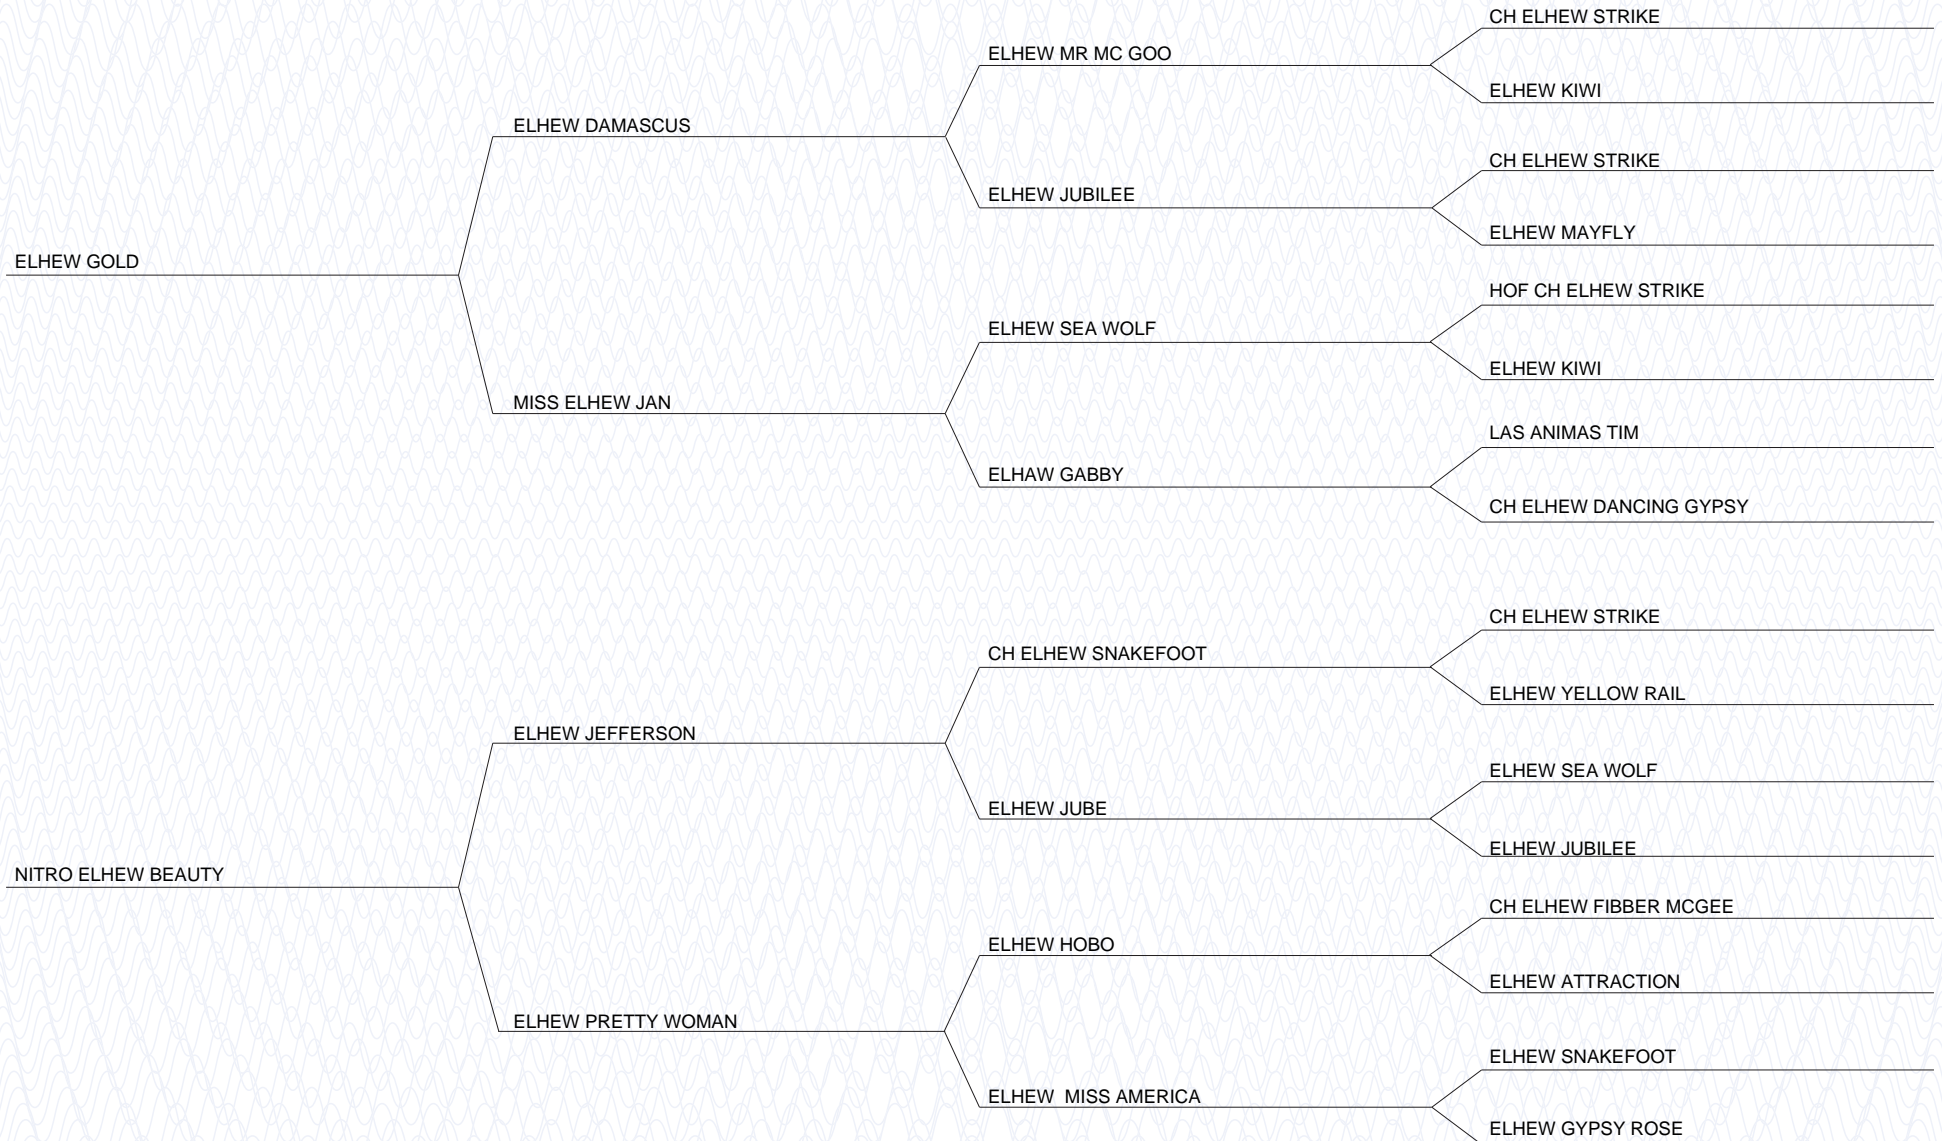 CH ELHEW STRIKE
ELHEW MR MC GOO
ELHEW KIWI
ELHEW DAMASCUS
CH ELHEW STRIKE
ELHEW JUBILEE
ELHEW MAYFLY
ELHEW GOLD
HOF CH ELHEW STRIKE
ELHEW SEA WOLF
ELHEW KIWI
MISS ELHEW JAN
LAS ANIMAS TIM
ELHAW GABBY
CH ELHEW DANCING GYPSY
CH ELHEW STRIKE
CH ELHEW SNAKEFOOT
ELHEW YELLOW RAIL
ELHEW JEFFERSON
ELHEW SEA WOLF
ELHEW JUBE
ELHEW JUBILEE
NITRO ELHEW BEAUTY
CH ELHEW FIBBER MCGEE
ELHEW HOBO
ELHEW ATTRACTION
ELHEW PRETTY WOMAN
ELHEW SNAKEFOOT
ELHEW  MISS AMERICA
ELHEW GYPSY ROSE